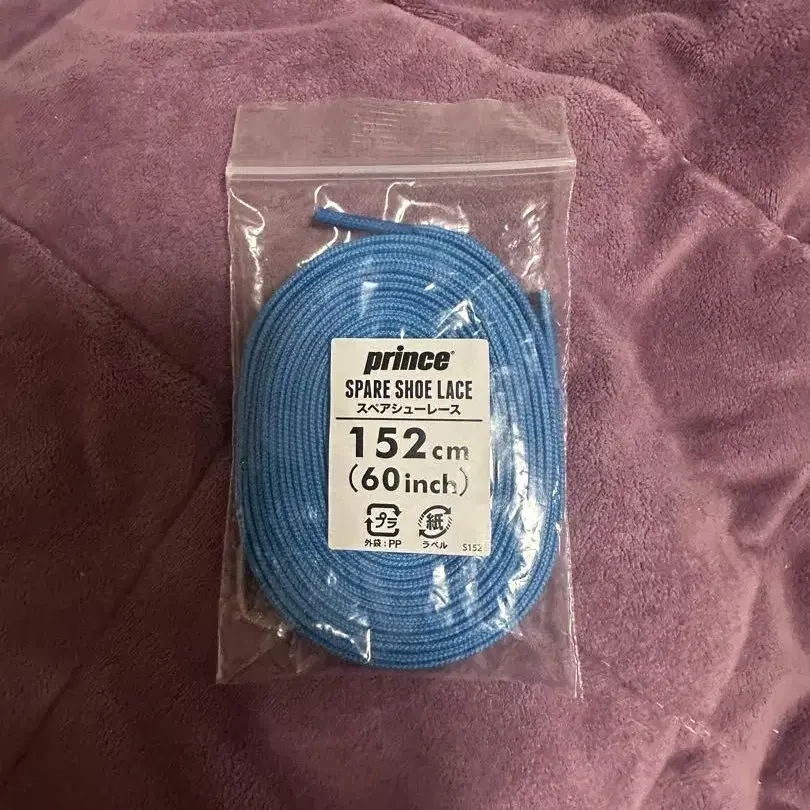 prince
SPARE SHOE LACE
スペアシューレース
152cm
(60inch)
プラ 紙
外袋:PP ラベル S152